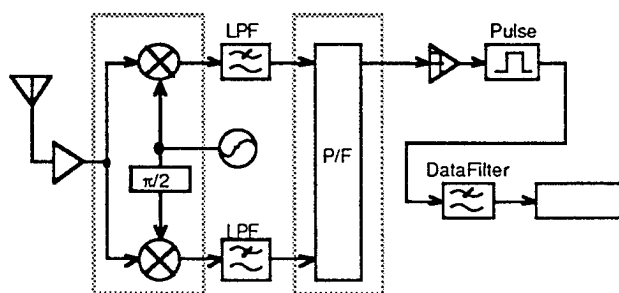 LPF
Pulse
P/F
π/2
DataFilter
LPF